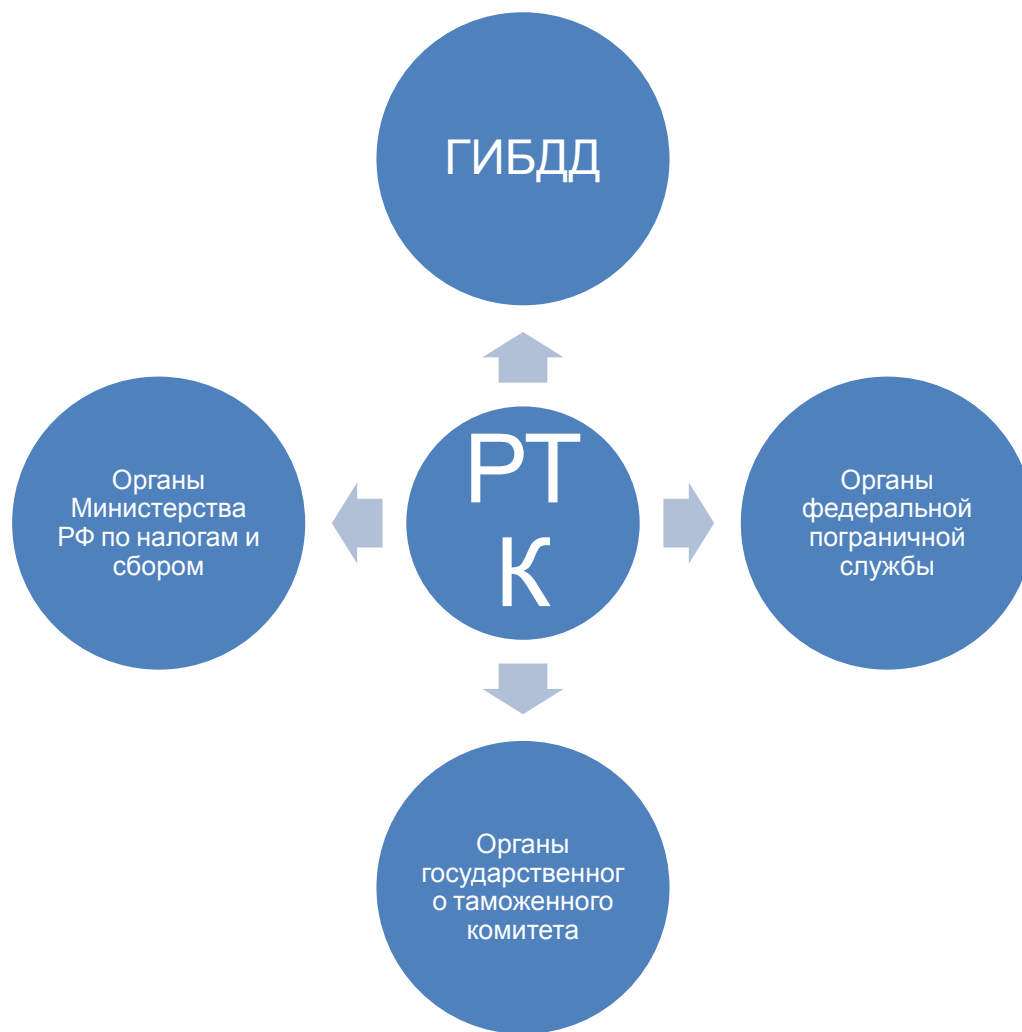 ГИБДД
Органы
Министерства
РФ по налогам и
сбором
РТ
К
Органы
федеральной
пограничной
службы
Органы
государственног
о таможенного
комитета